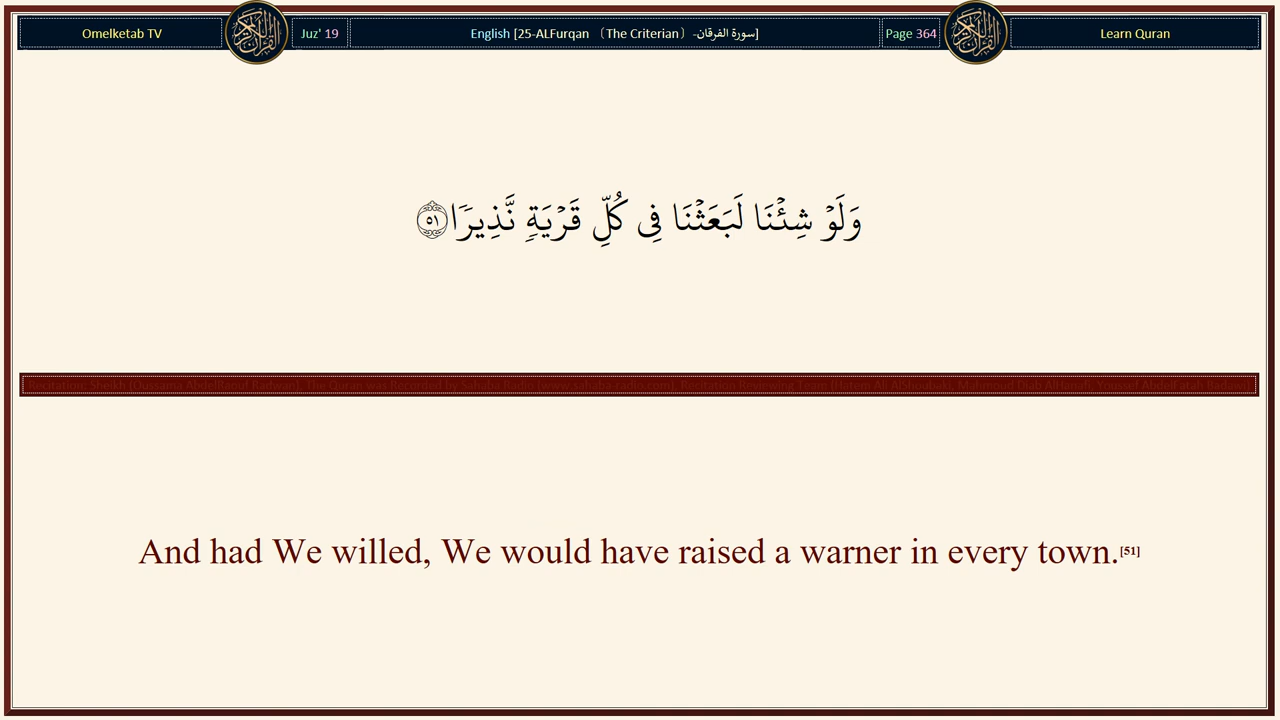 Omelketab TV
Juz' 19
English [25-ALFurqan （The Criterian）-سورة الفرقان]
Page 364
Learn Quran
وَلَوۡ شِئۡنَا لَبَعَثۡنَا فِی كُلِّ قَرۡیَةࣲ نَّذِیرࣰا ٥١
And had We willed, We would have raised a warner in every town.[51]